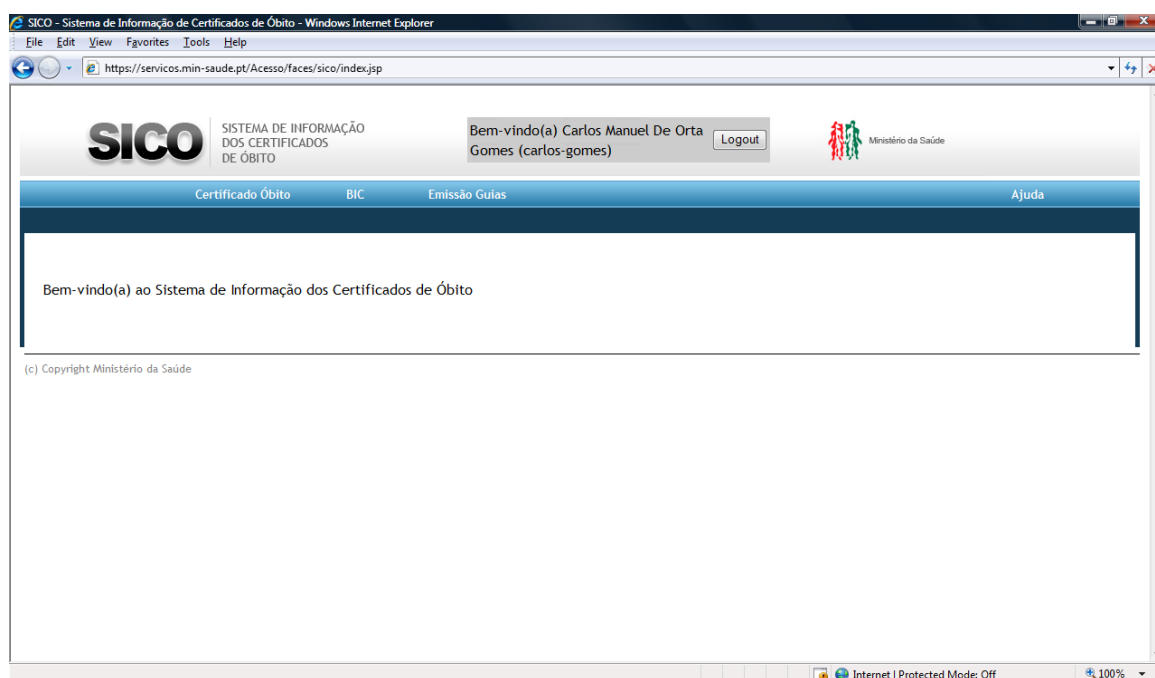 SICO - Sistema de Informação de Certificados de Óbito - Windows Internet Explorer
File Edit View Favorites Tools Help
https://servicos.min-saude.pt/Acesso/faces/sico/index.jsp
SICO
SISTEMA DE INFORMAÇÃO
DOS CERTIFICADOS
DE ÓBITO
Bem-vindo(a) Carlos Manuel De Orta
Gomes (carlos-gomes)
Logout
Ministério da Saúde
Certificado Óbito BIC Emissão Guias Ajuda
Bem-vindo(a) ao Sistema de Informação dos Certificados de Óbito
(c) Copyright Ministério da Saúde
Internet | Protected Mode: Off 100%